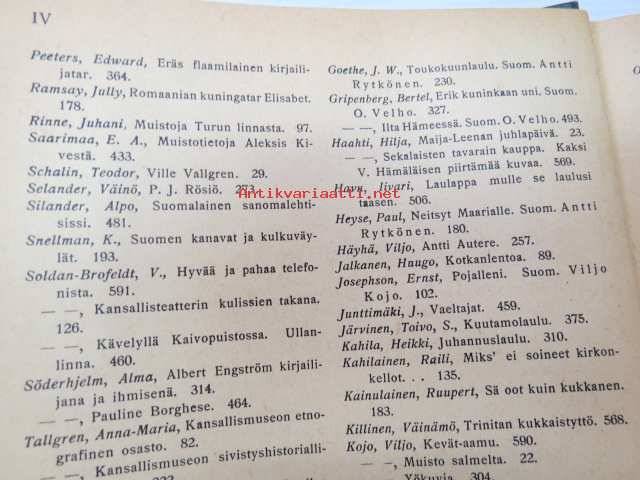 IV
Peeters, Edward, Eräs flaamilainen kirjaili-
jatar. 364.
Ramsay, Jully, Romaanian kuningatar Elisabet.
178.
Rinne, Juhani, Muistoja Turun linnasta. 97.
Saarimaa, E. A., Muistotietoja Aleksis Ki-
vestä. 433.
Schalin, Teodor, Ville Vallgren. 29.
Selander, Väinö, P. J. Rösiö.
Silander, Alpo, Suomalainen sanomalehti-
sissi. 481.
Snellman, K., Suomen kanavat ja kulkuväy-
lät. 193.
Soldan-Brofeldt, V., Hyvää ja pahaa telefo-
nista. 591.
— —, Kansallisteatterin kulissien takana.
126.
— —, Kävelyllä Kaivopuistossa. Ullan-
linna. 460.
Söderhjelm, Alma, Albert Engström kirjaili-
jana ja ihmisenä. 314.
— —, Pauline Borghese. 464.
Tallgren, Anna-Maria, Kansallismuseon etno-
grafinen osasto. 82.
— —, Kansallismuseon sivistyshistorialli-
Goethe, J. W., Toukokuunlaulu. Suom. Antti
Rytkönen. 230.
Gripenberg, Bertel, Erik kuninkaan uni. Suom.
O. Velho. 327.
— —, Ilta Hämeessä. Suom. O. Velho. 493.
Haahti, Hilja, Maija-Leenan juhlapäivä. 23.
— —, Sekalaisten tavarain kauppa. Kaksi
V. Hämäläisen piirtämää kuvaa. 569.
Havu, Iivari, Laulappa mulle se laulusi
taasen. 506.
Heyse, Paul, Neitsyt Maarialle. Suom. Antti
Rytkönen. 180.
Häyhä, Viljo, Antti Autere. 257.
Jalkanen, Huugo, Kotkanlentoa. 89.
Josephson, Ernst, Pojalleni. Suom. Viljo
Kojo. 102.
Junttimäki, J., Vaeltajat. 459.
Järvinen, Toivo, S., Kuutamolaulu. 375.
Kahila, Heikki, Juhannuslaulu. 310.
Kahilainen, Raili, Miks' ei soineet kirkon-
kellot. . . 135.
Kainulainen, Ruupert, Sä oot kuin kukkanen.
183.
Killinen, Väinämö, Trinitan kukkaistyttö. 568.
Kojo, Viljo, Kevät-aamu. 590.
— —, Muisto salmelta. 22.
— —, Yökuvia. 304.
Antikvariaatti.net